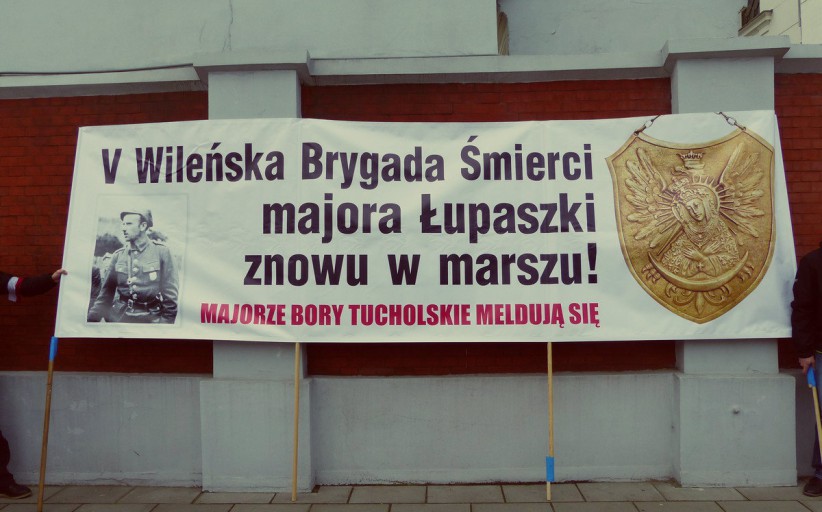 V Wileńska Brygada Śmierci
majora Łupaszki
znowu w marszu!
MAJORZE BORY TUCHOLSKIE MELDUJĄ SIĘ